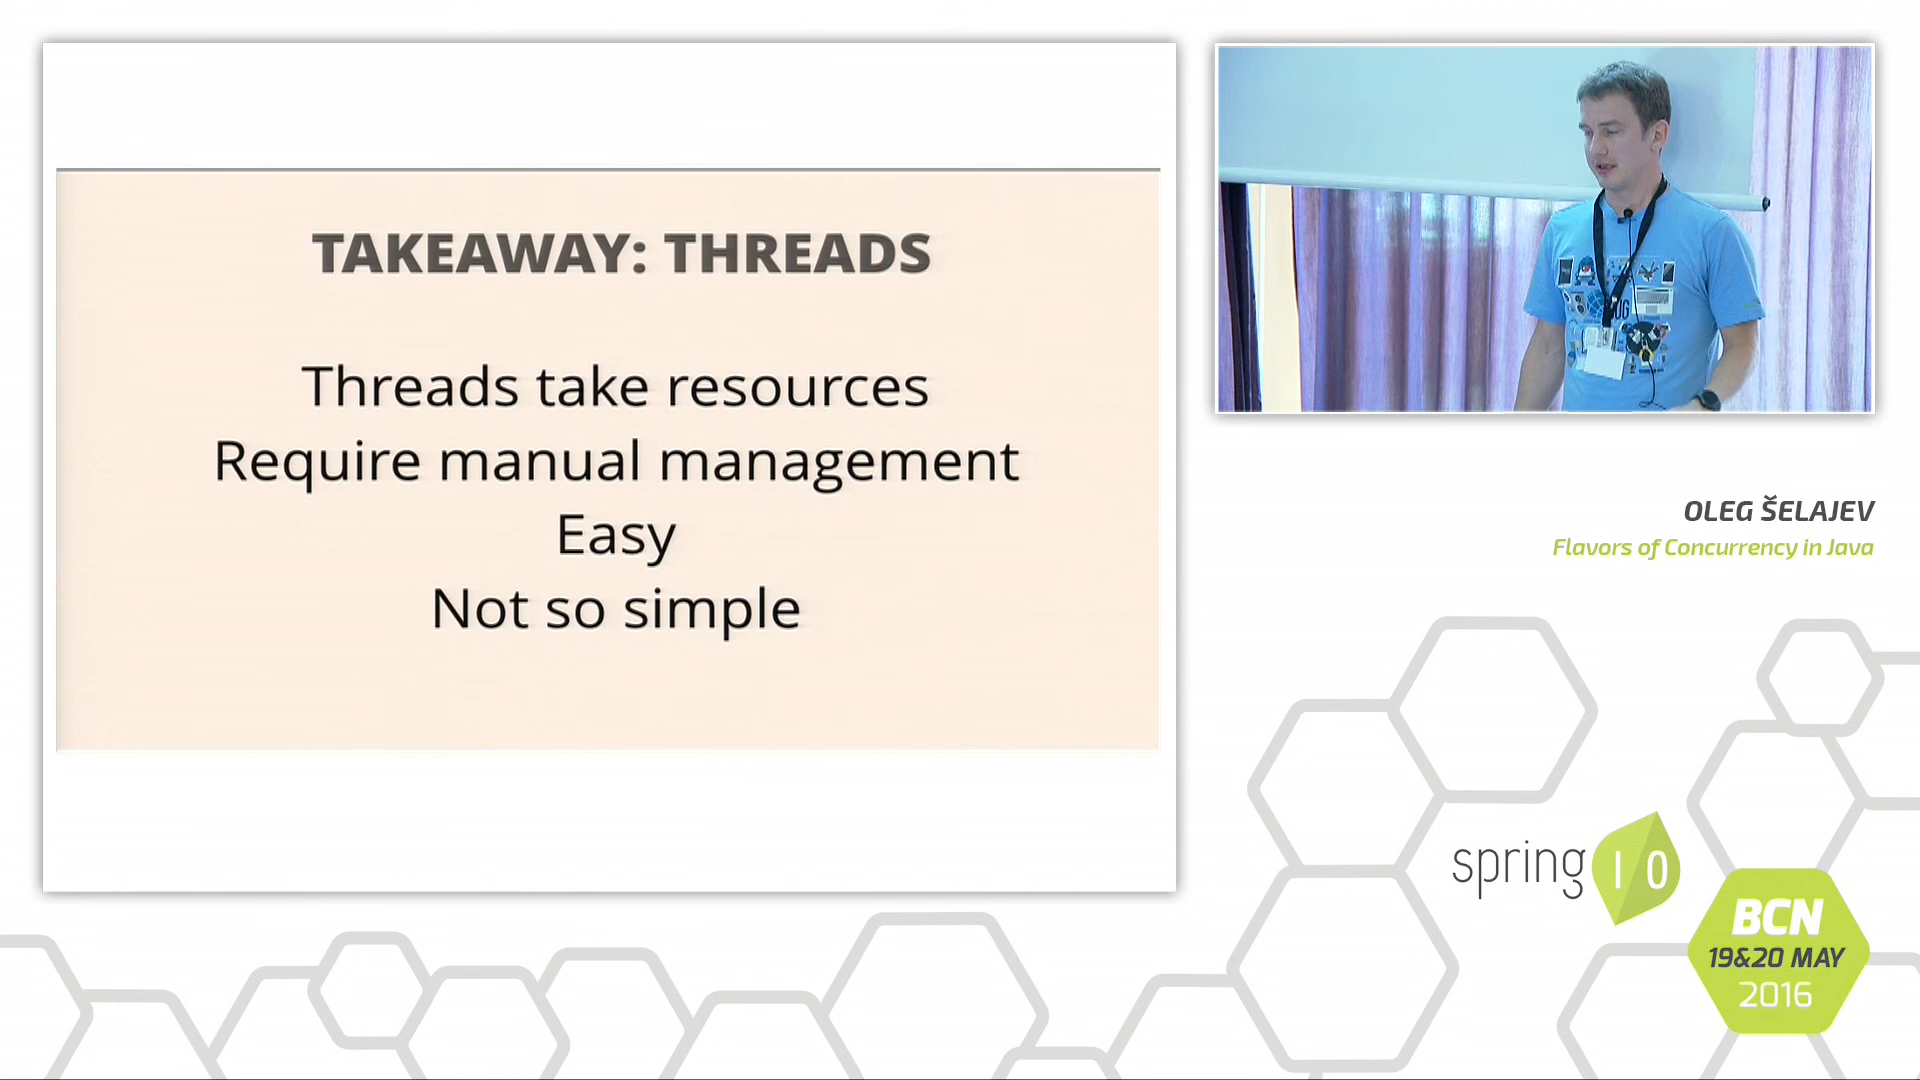 TAKEAWAY: THREADS
Threads take resources
Require manual management
Easy
Not so simple
OLEG ŠELAJEV
Flavors of Concurrency in Java
spring I O
BCN
19&20 MAY
2016